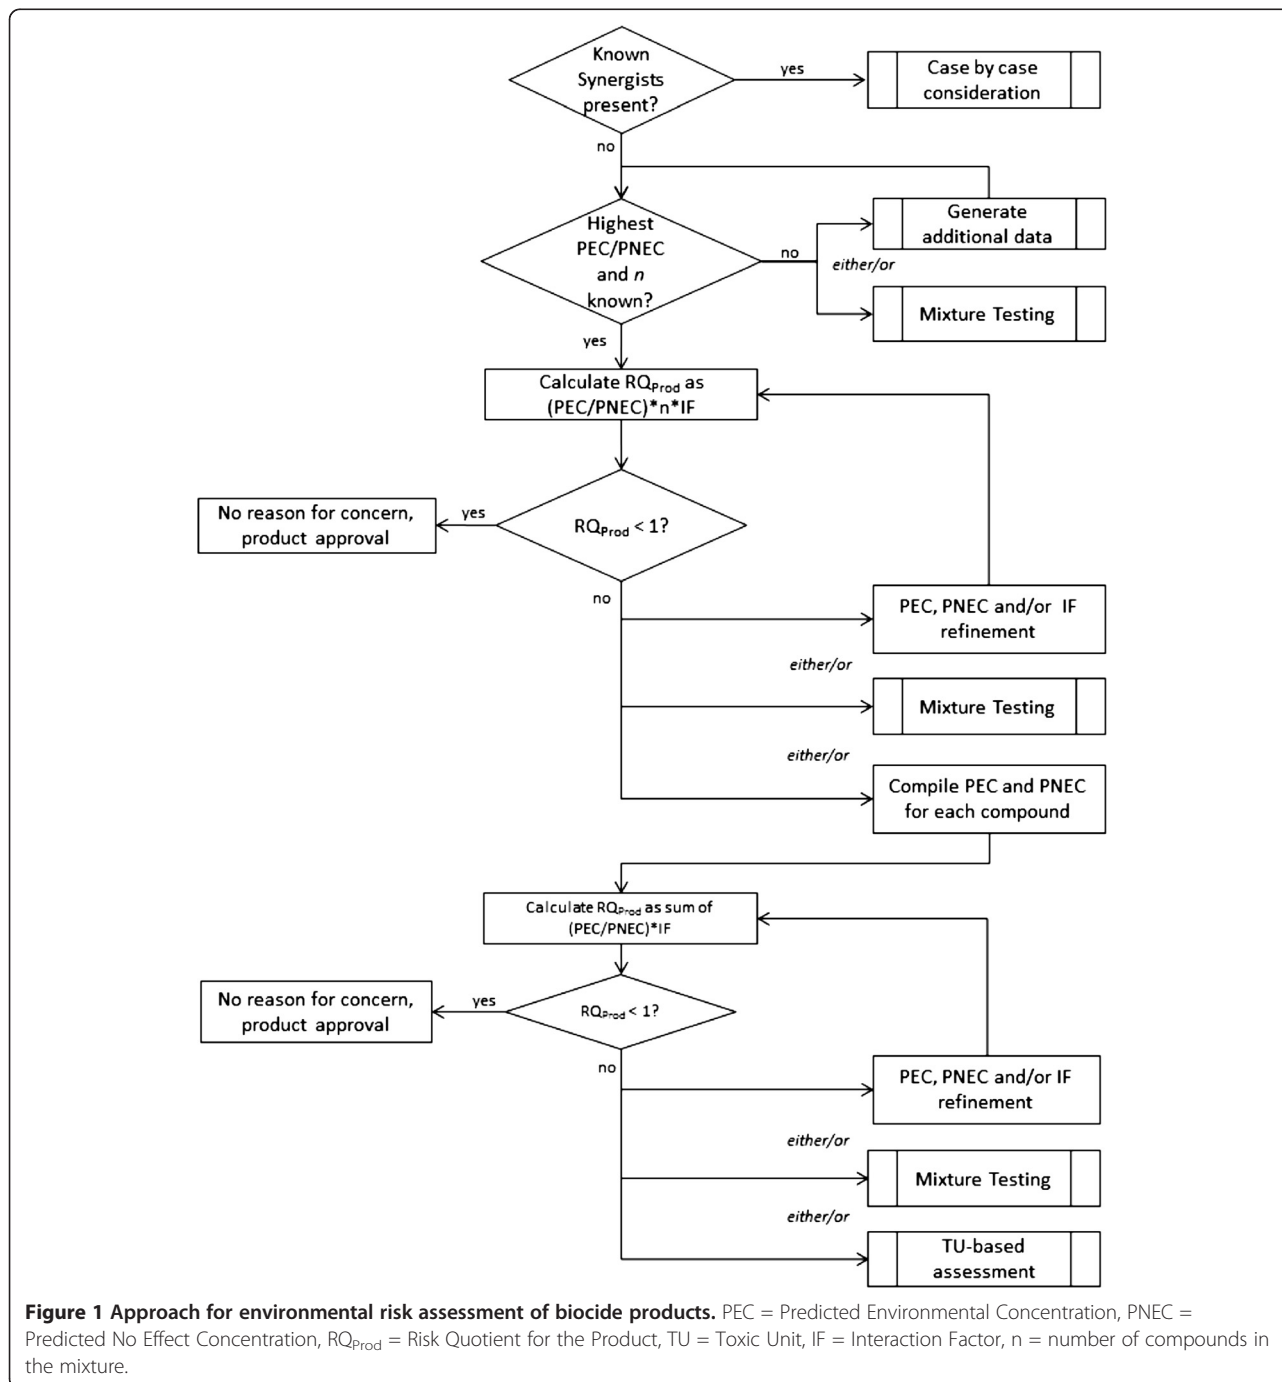 Known
Synergists
present?
yes
Case by case
consideration
no
Highest
PEC/PNEC
and n
known?
no
either/or
Generate
additional data
Mixture Testing
yes
Calculate RQProd as
(PEC/PNEC)*n*IF
RQProd < 1?
yes
No reason for concern,
product approval
no
PEC, PNEC and/or IF
refinement
either/or
Mixture Testing
either/or
Compile PEC and PNEC
for each compound
Calculate RQProd as sum of
(PEC/PNEC)*IF
RQProd < 1?
yes
No reason for concern,
product approval
no
PEC, PNEC and/or IF
refinement
either/or
Mixture Testing
either/or
TU-based
assessment
Figure 1 Approach for environmental risk assessment of biocide products. PEC = Predicted Environmental Concentration, PNEC =
Predicted No Effect Concentration, RQProd = Risk Quotient for the Product, TU = Toxic Unit, IF = Interaction Factor, n = number of compounds in
the mixture.